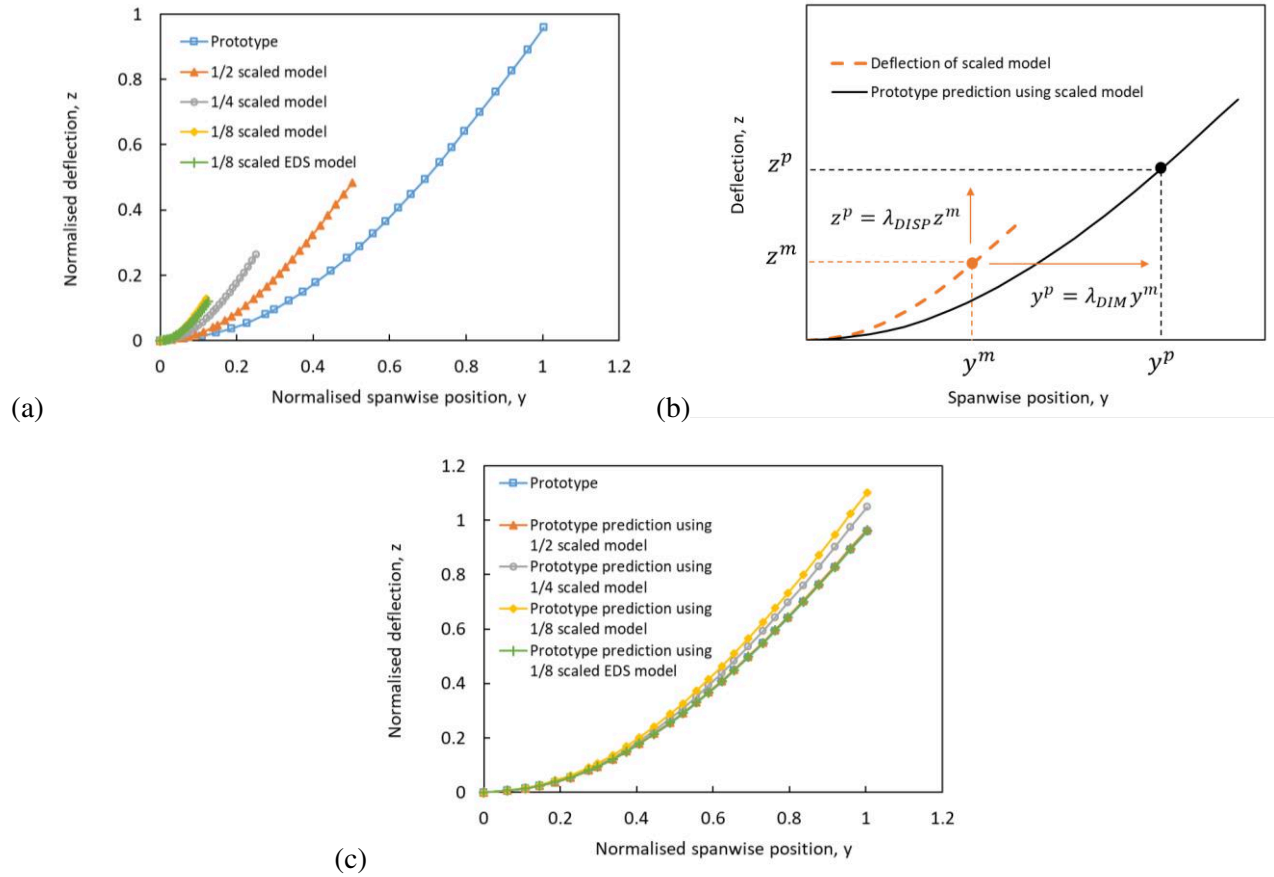 1
0.8
0.6
0.4
0.2
0
0 0.2 0.4 0.6 0.8 1 1.2
Normalised deflection, z
Normalised spanwise position, y
Prototype
1/2 scaled model
1/4 scaled model
1/8 scaled model
1/8 scaled EDS model
(a)
Deflection of scaled model
Prototype prediction using scaled model
Deflection, z
z^p
z^m
z^p = λ_DISP z^m
y^p = λ_DIM y^m
y^m y^p
Spanwise position, y
(b)
1.2
1
0.8
0.6
0.4
0.2
0
0 0.2 0.4 0.6 0.8 1 1.2
Normalised deflection, z
Normalised spanwise position, y
Prototype
Prototype prediction using
1/2 scaled model
Prototype prediction using
1/4 scaled model
Prototype prediction using
1/8 scaled model
Prototype prediction using
1/8 scaled EDS model
(c)